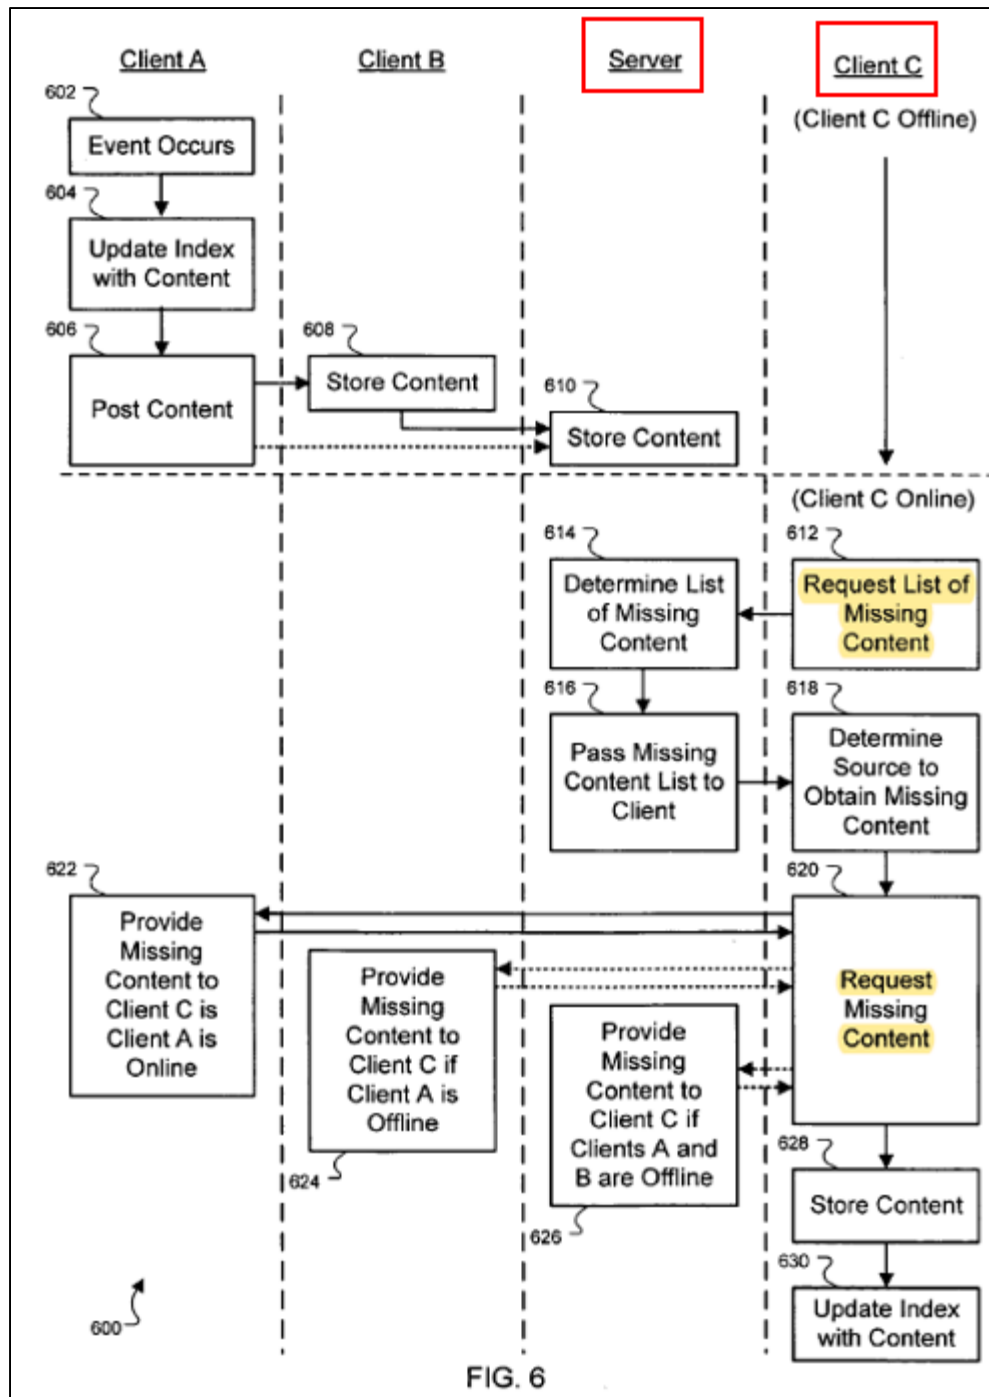 Client A
Client B
Server
Client C
(Client C Offline)
602
Event Occurs
604
Update Index
with Content
606
Post Content
608
Store Content
610
Store Content
(Client C Online)
612
Request List of
Missing
Content
614
Determine List
of Missing
Content
616
Pass Missing
Content List to
Client
618
Determine
Source to
Obtain Missing
Content
620
Request
Missing
Content
622
Provide
Missing
Content to
Client C is
Client A is
Online
Provide
Missing
Content to
Client C if
Client A is
Offline
624
Provide
Missing
Content to
Client C if
Clients A and
B are Offline
626
628
Store Content
630
Update Index
with Content
600
FIG. 6